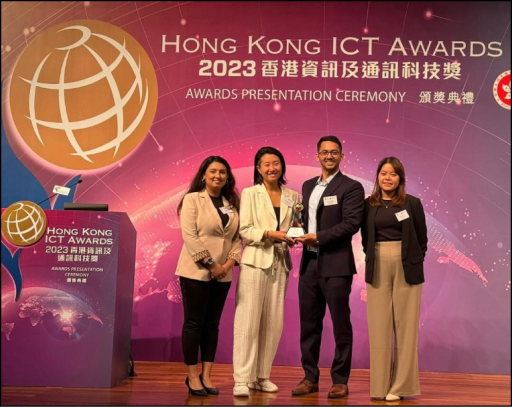 HONG KONG ICT AWARDS
2023 香港資訊及通訊科技獎
AWARDS PRESENTATION CEREMONY 頒獎典禮
HONG KONG
ICT AWARDS
2023 香港資訊及
通訊科技獎
AWARDS PRESENTATION
CEREMONY 頒獎典禮